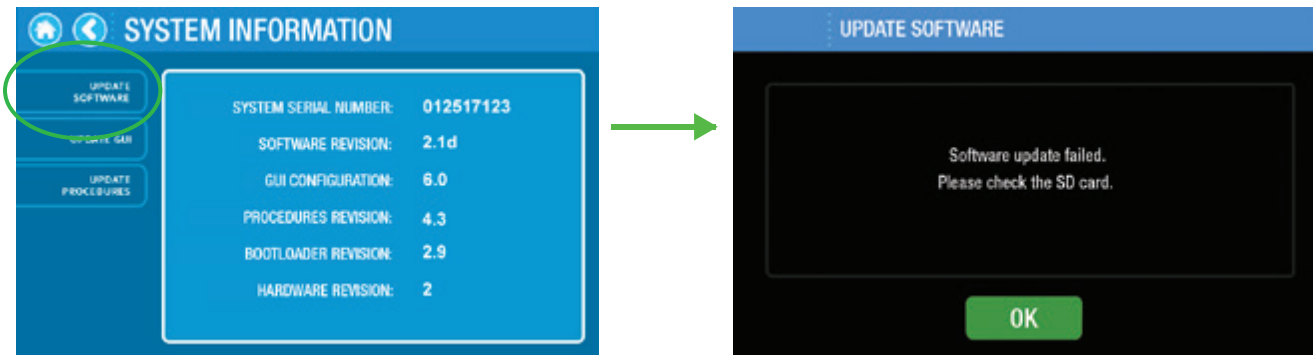 SYSTEM INFORMATION
UPDATE
SOFTWARE
UPDATE GUI
UPDATE
PROCEDURES
SYSTEM SERIAL NUMBER: 012517123
SOFTWARE REVISION: 2.1d
GUI CONFIGURATION: 6.0
PROCEDURES REVISION: 4.3
BOOTLOADER REVISION: 2.9
HARDWARE REVISION: 2
UPDATE SOFTWARE
Software update failed.
Please check the SD card.
OK